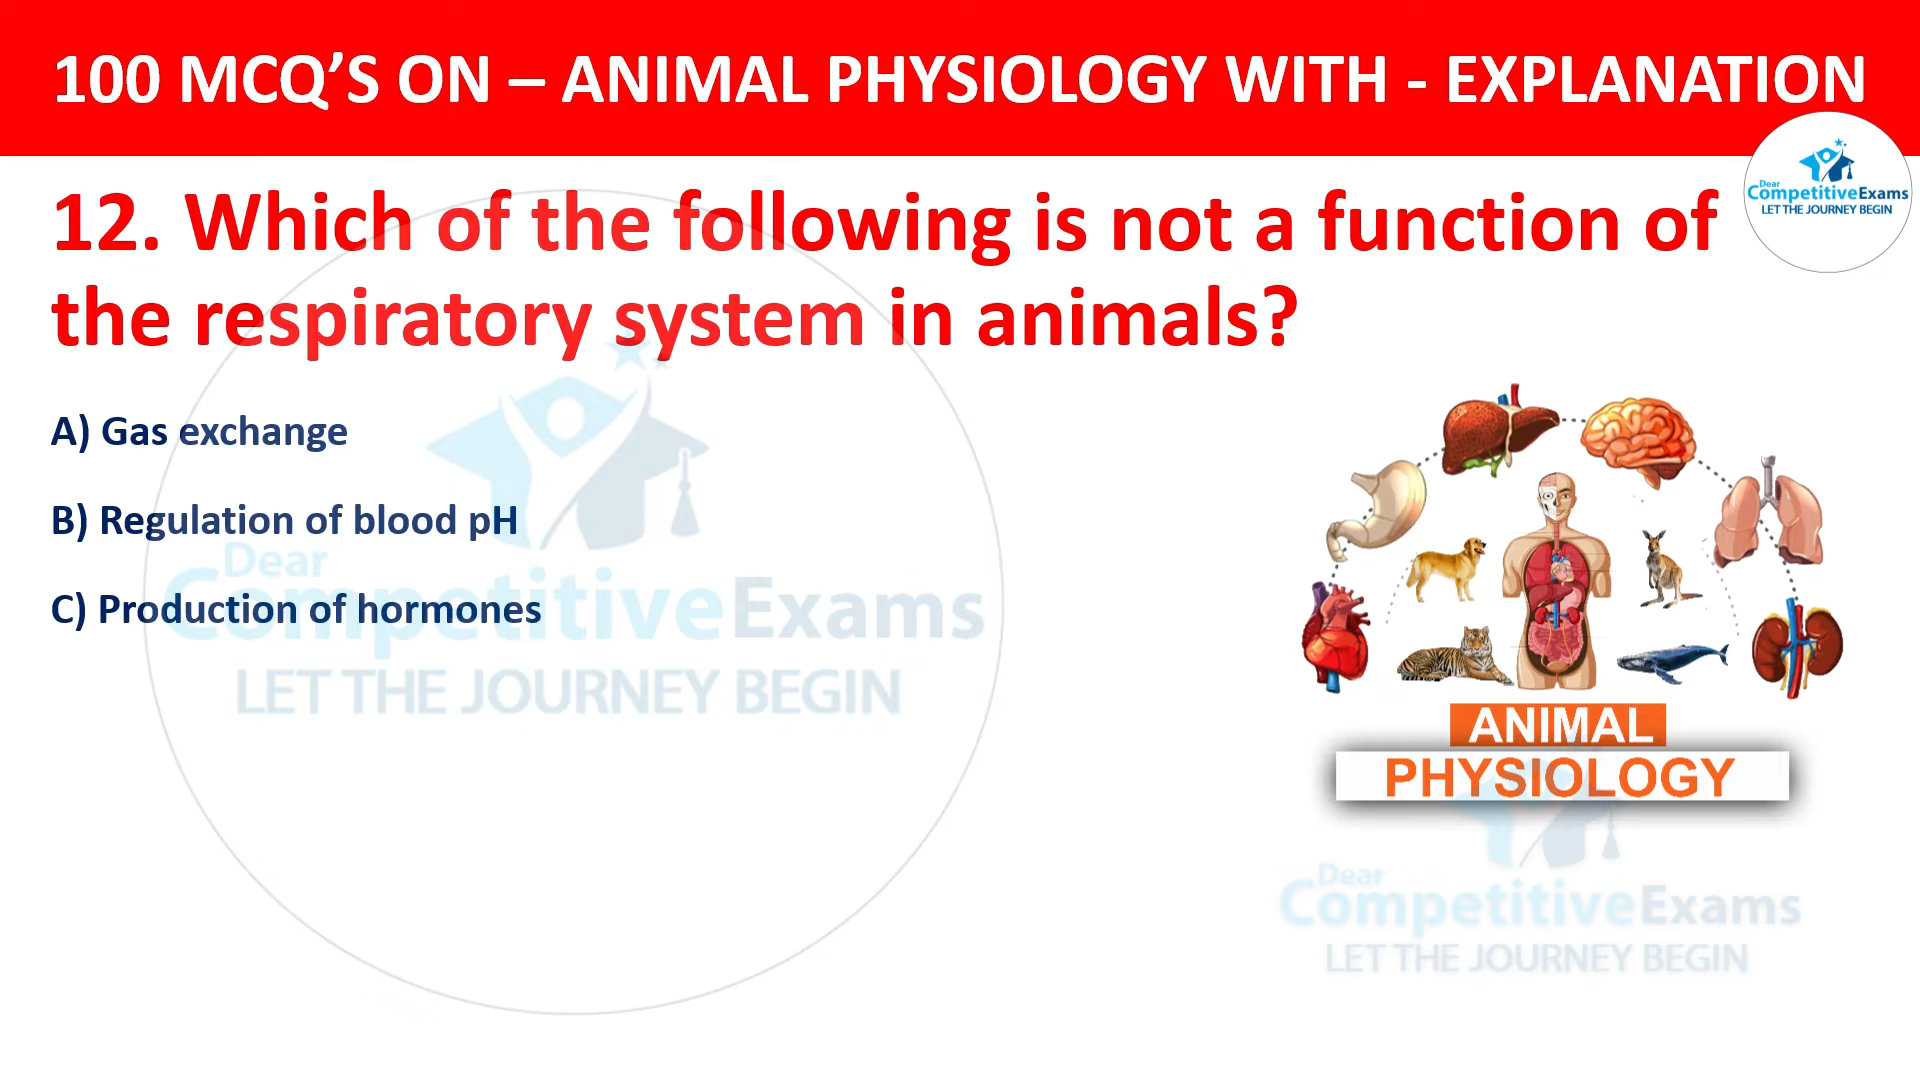 100 MCQ’S ON – ANIMAL PHYSIOLOGY WITH - EXPLANATION
Dear
CompetitiveExams
LET THE JOURNEY BEGIN
12. Which of the following is not a function of
the respiratory system in animals?
A) Gas exchange
B) Regulation of blood pH
C) Production of hormones
Dear
CompetitiveExams
LET THE JOURNEY BEGIN
ANIMAL
PHYSIOLOGY
Dear
CompetitiveExams
LET THE JOURNEY BEGIN